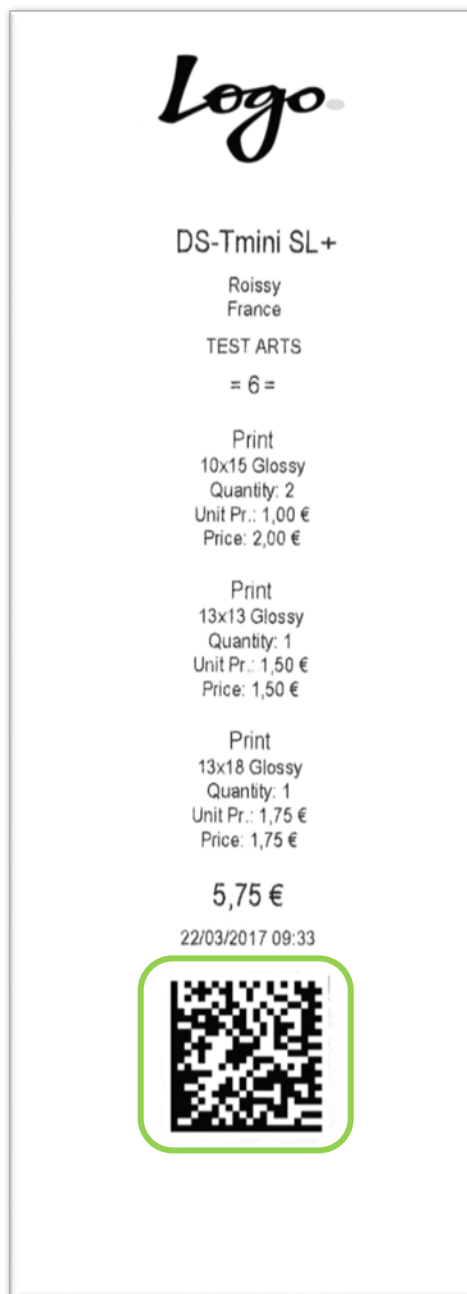 Logo
DS-Tmini SL+
Roissy
France
TEST ARTS
= 6 =
Print
10x15 Glossy
Quantity: 2
Unit Pr.: 1,00 €
Price: 2,00 €
Print
13x13 Glossy
Quantity: 1
Unit Pr.: 1,50 €
Price: 1,50 €
Print
13x18 Glossy
Quantity: 1
Unit Pr.: 1,75 €
Price: 1,75 €
5,75 €
22/03/2017 09:33